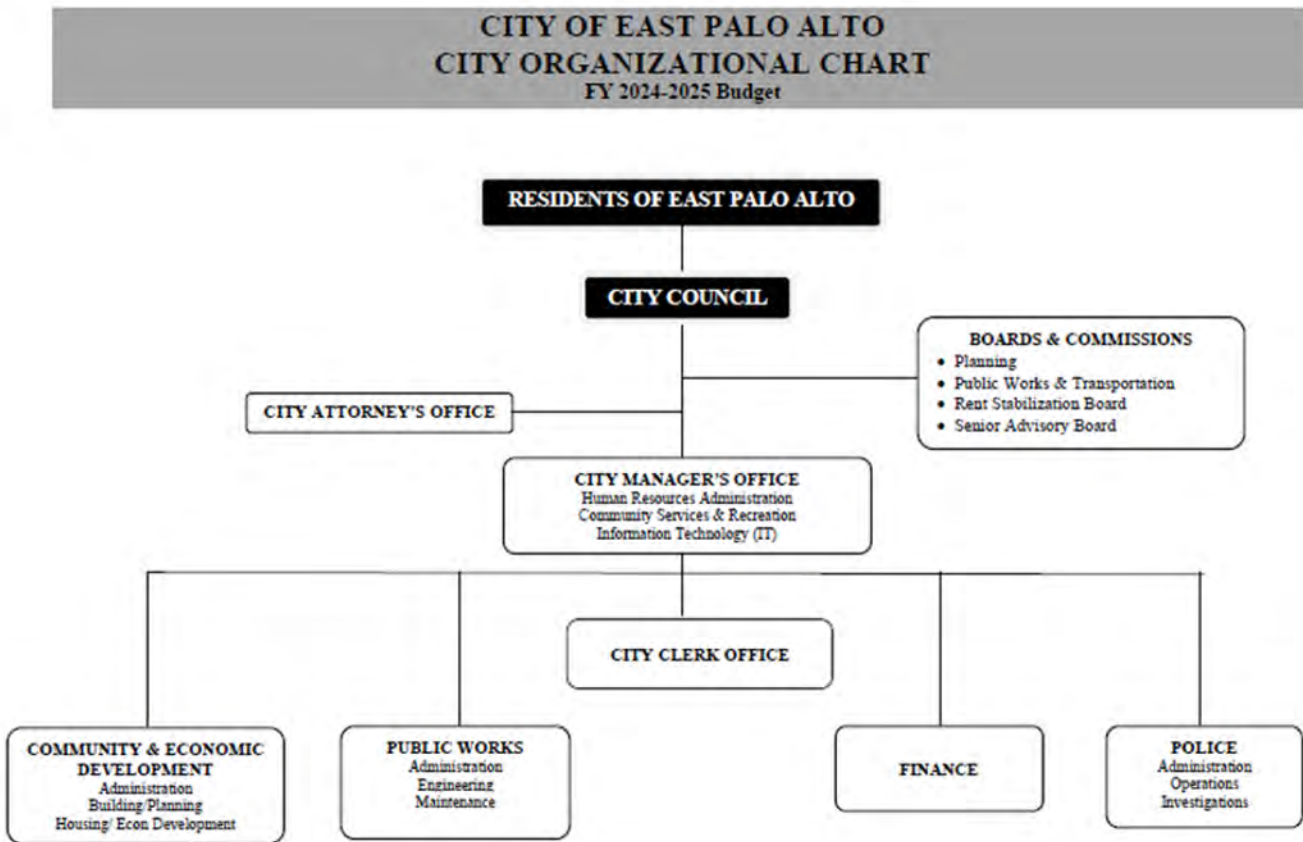 CITY OF EAST PALO ALTO
CITY ORGANIZATIONAL CHART
FY 2024-2025 Budget
RESIDENTS OF EAST PALO ALTO
CITY COUNCIL
BOARDS & COMMISSIONS
• Planning
• Public Works & Transportation
• Rent Stabilization Board
• Senior Advisory Board
CITY ATTORNEY'S OFFICE
CITY MANAGER'S OFFICE
Human Resources Administration
Community Services & Recreation
Information Technology (IT)
CITY CLERK OFFICE
COMMUNITY & ECONOMIC
DEVELOPMENT
Administration
Building/Planning
Housing/ Econ Development
PUBLIC WORKS
Administration
Engineering
Maintenance
FINANCE
POLICE
Administration
Operations
Investigations